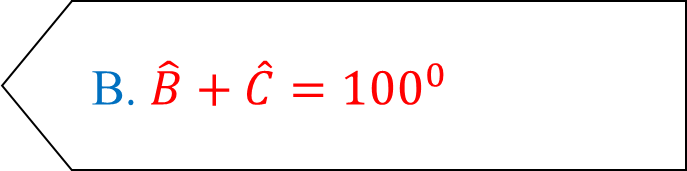 B. B̂ + Ĉ = 100⁰